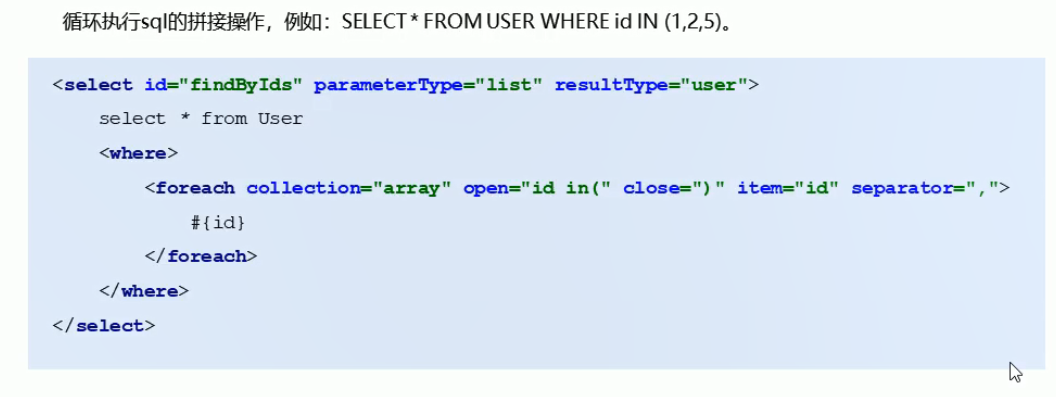 循环执行sql的拼接操作，例如：SELECT * FROM USER WHERE id IN (1,2,5)。
<select id="findByIds" parameterType="list" resultType="user">
select * from User
<where>
<foreach collection="array" open="id in(" close=")" item="id" separator=",">
#{id}
</foreach>
</where>
</select>